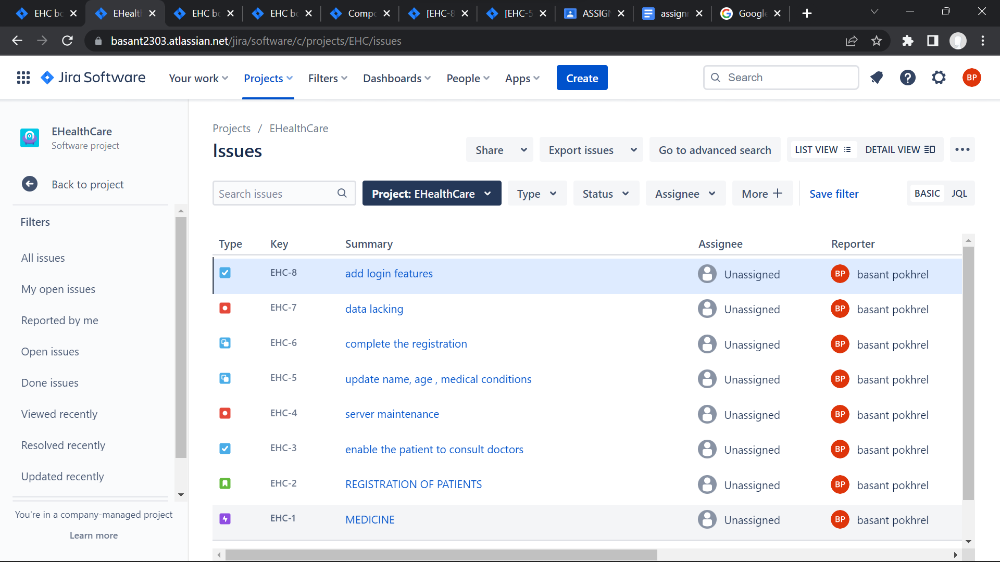 EHC bo
EHealth
EHC bo
EHC bo
Compo
[EHC-8
[EHC-5
ASSIGN
assignm
Google
basant2303.atlassian.net/jira/software/c/projects/EHC/issues
Jira Software
Your work
Projects
Filters
Dashboards
People
Apps
Create
Search
BP
EHealthCare
Software project
Back to project
Filters
All issues
My open issues
Reported by me
Open issues
Done issues
Viewed recently
Resolved recently
Updated recently
You're in a company-managed project
Learn more
Projects / EHealthCare
Issues
Share
Export issues
Go to advanced search
LIST VIEW
DETAIL VIEW
Search issues
Project: EHealthCare
Type
Status
Assignee
More
Save filter
BASIC
JQL
Type Key Summary Assignee Reporter
EHC-8 add login features Unassigned BP basant pokhrel
EHC-7 data lacking Unassigned BP basant pokhrel
EHC-6 complete the registration Unassigned BP basant pokhrel
EHC-5 update name, age , medical conditions Unassigned BP basant pokhrel
EHC-4 server maintenance Unassigned BP basant pokhrel
EHC-3 enable the patient to consult doctors Unassigned BP basant pokhrel
EHC-2 REGISTRATION OF PATIENTS Unassigned BP basant pokhrel
EHC-1 MEDICINE Unassigned BP basant pokhrel